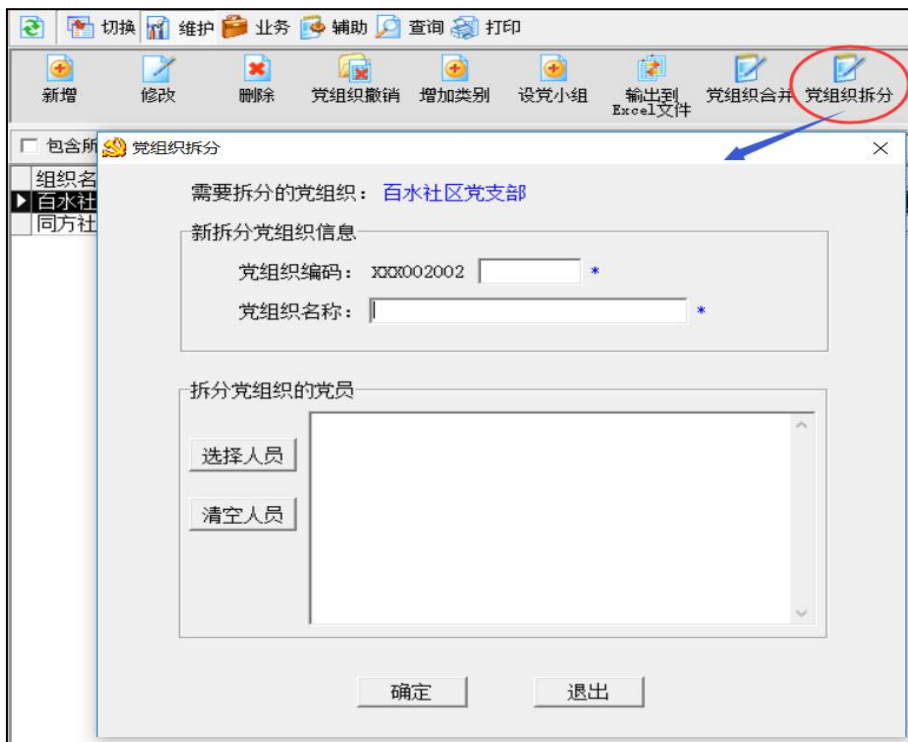 切换 维护 业务 辅助 查询 打印
新增 修改 删除 党组织撤销 增加类别 设党小组 输出到 党组织合并 党组织拆分
Excel文件
包含所
党组织拆分
组织名
百水社
同方社
需要拆分的党组织： 百水社区党支部
新拆分党组织信息
党组织编码： XXX002002 *
党组织名称： *
拆分党组织的党员
选择人员
清空人员
确定 退出